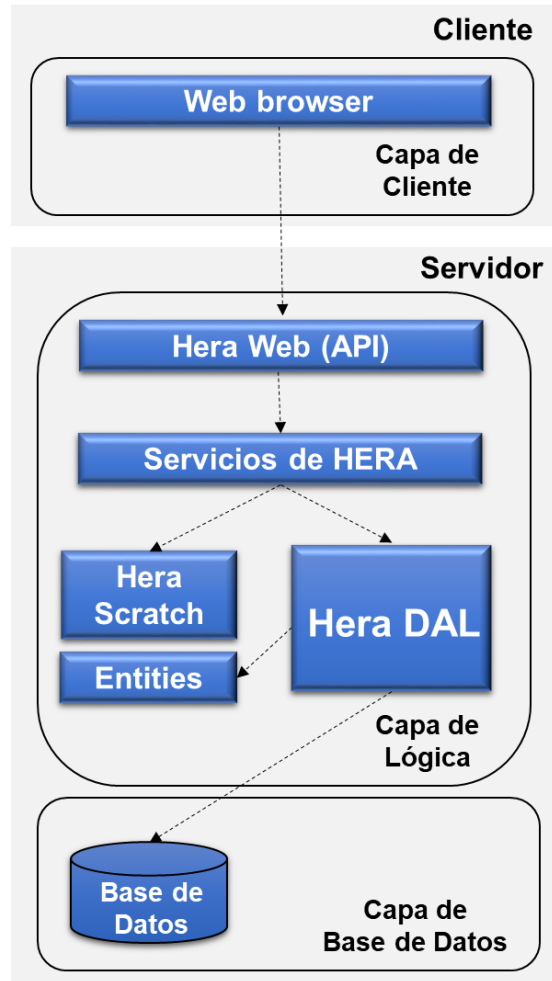 Cliente
Web browser
Capa de
Cliente
Servidor
Hera Web (API)
Servicios de HERA
Hera
Scratch
Hera DAL
Entities
Capa de
Lógica
Base de
Datos
Capa de
Base de Datos